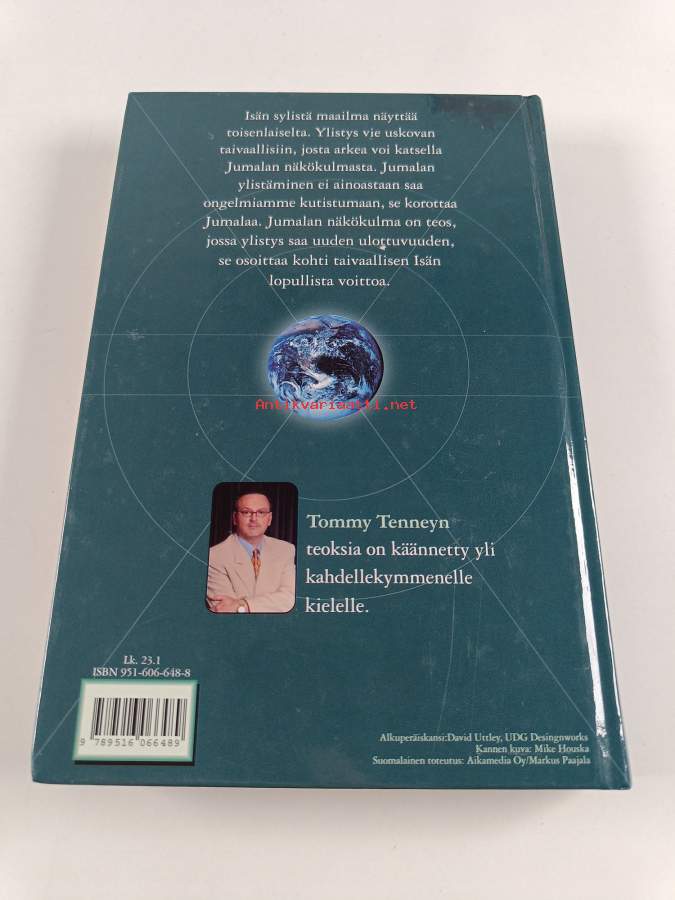 Isän sylistä maailma näyttää
toisenlaiselta. Ylistys vie uskovan
taivaallisiin, josta arkea voi katsella
Jumalan näkökulmasta. Jumalan
ylistäminen ei ainoastaan saa
ongelmiamme kutistumaan, se korottaa
Jumalaa. Jumalan näkökulma on teos,
jossa ylistys saa uuden ulottuvuuden,
se osoittaa kohti taivaallisen Isän
lopullista voittoa.
Antikvariaatti.net
Tommy Tenneyn
teoksia on käännetty yli
kahdellekymmenelle
kielelle.
Lk. 23.1
ISBN 951-606-648-8
9 789516 066489
Alkuperäiskansi:David Uttley, UDG Desingnworks
Kannen kuva: Mike Houska
Suomalainen toteutus: Aikamedia Oy/Markus Paajala